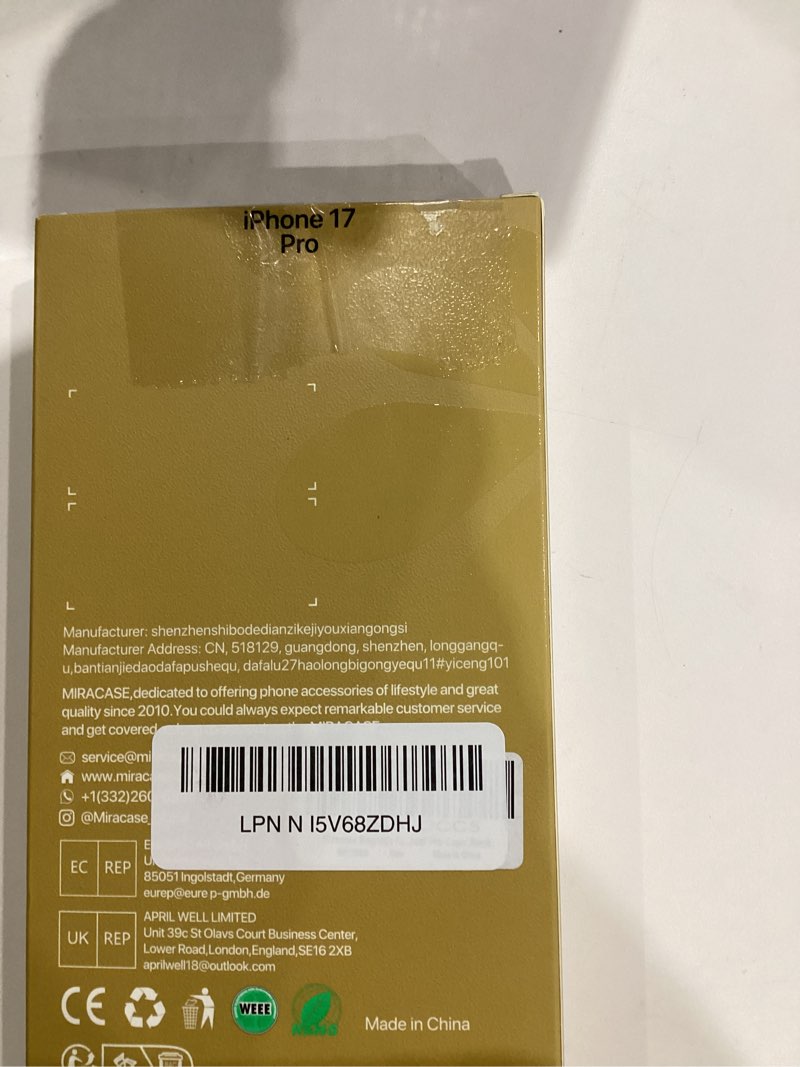 iPhone 17
Pro
Manufacturer: shenzhenshibodedianzikejiyouxiangongsi
Manufacturer Address: CN, 518129, guangdong, shenzhen, longgangq-
u,bantianjiedaodafapushequ, dafalu27haolongbigongyequ11#yiceng101
MIRACASE,dedicated to offering phone accessories of lifestyle and great
quality since 2010.You could always expect remarkable customer service
and get covered
service@mi
www.mirac
+1(332)260
@Miracase_
LPN N I5V68ZDHJ
EC REP
85051 Ingolstadt,Germany
eurep@eure p-gmbh.de
UK REP
APRIL WELL LIMITED
Unit 39c St Olavs Court Business Center,
Lower Road,London,England,SE16 2XB
aprilwell18@outlook.com
CE
WEEE
Made in China